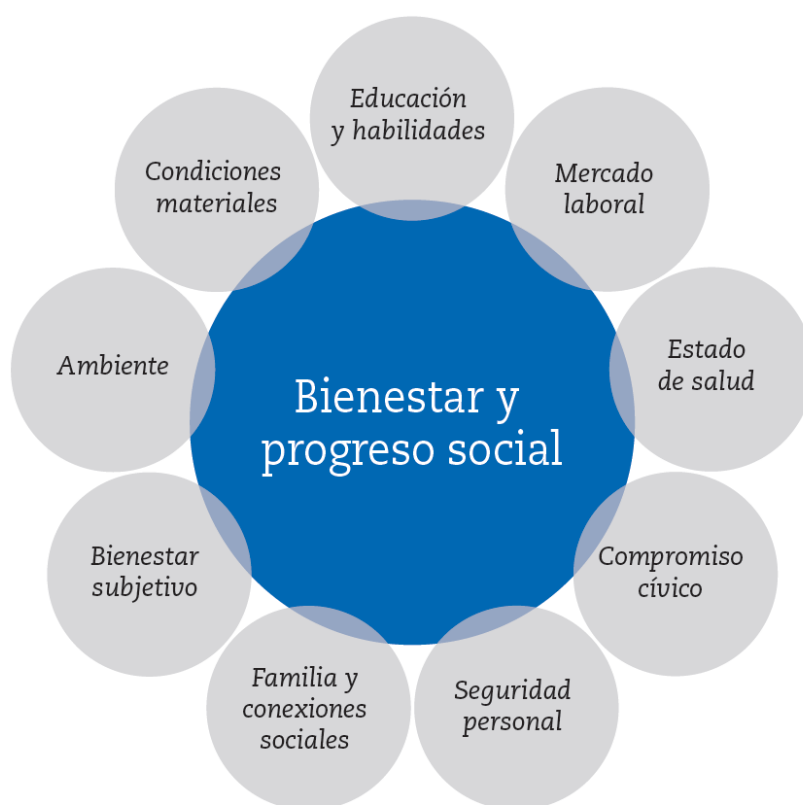 Educación
y habilidades
Mercado
laboral
Estado
de salud
Compromiso
cívico
Seguridad
personal
Familia y
conexiones
sociales
Bienestar
subjetivo
Ambiente
Condiciones
materiales
Bienestar y
progreso social